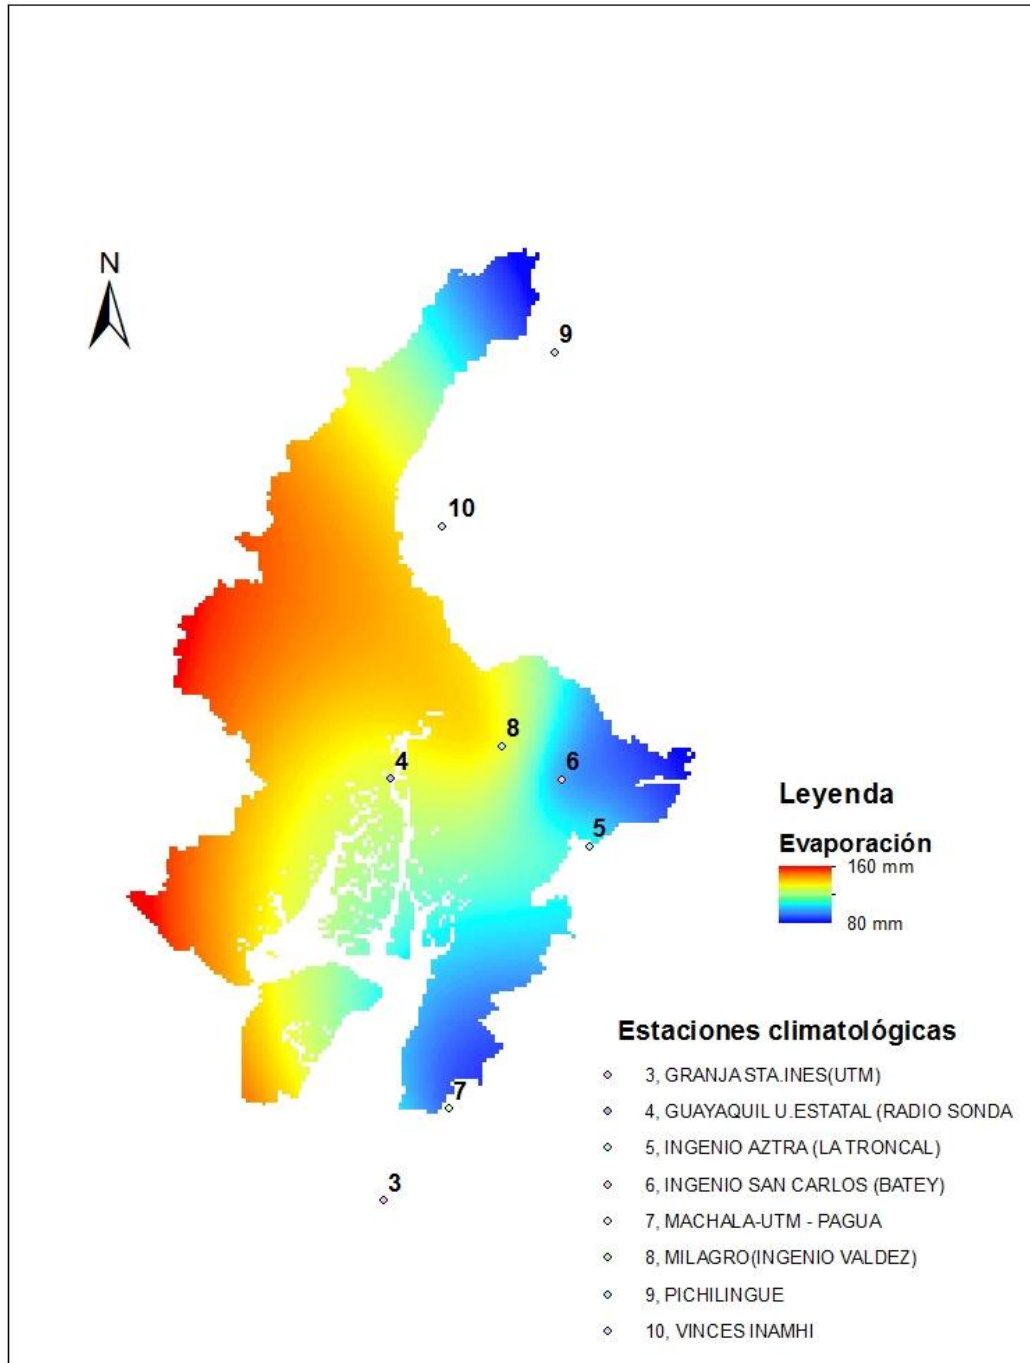 N
9
10
8
4
6
5
7
3
Leyenda
Evaporación
160 mm
80 mm
Estaciones climatológicas
3, GRANJA STA.INES(UTM)
4, GUAYAQUIL U.ESTATAL (RADIO SONDA
5, INGENIO AZTRA (LA TRONCAL)
6, INGENIO SAN CARLOS (BATEY)
7, MACHALA-UTM - PAGUA
8, MILAGRO(INGENIO VALDEZ)
9, PICHILINGUE
10, VINCES INAMHI